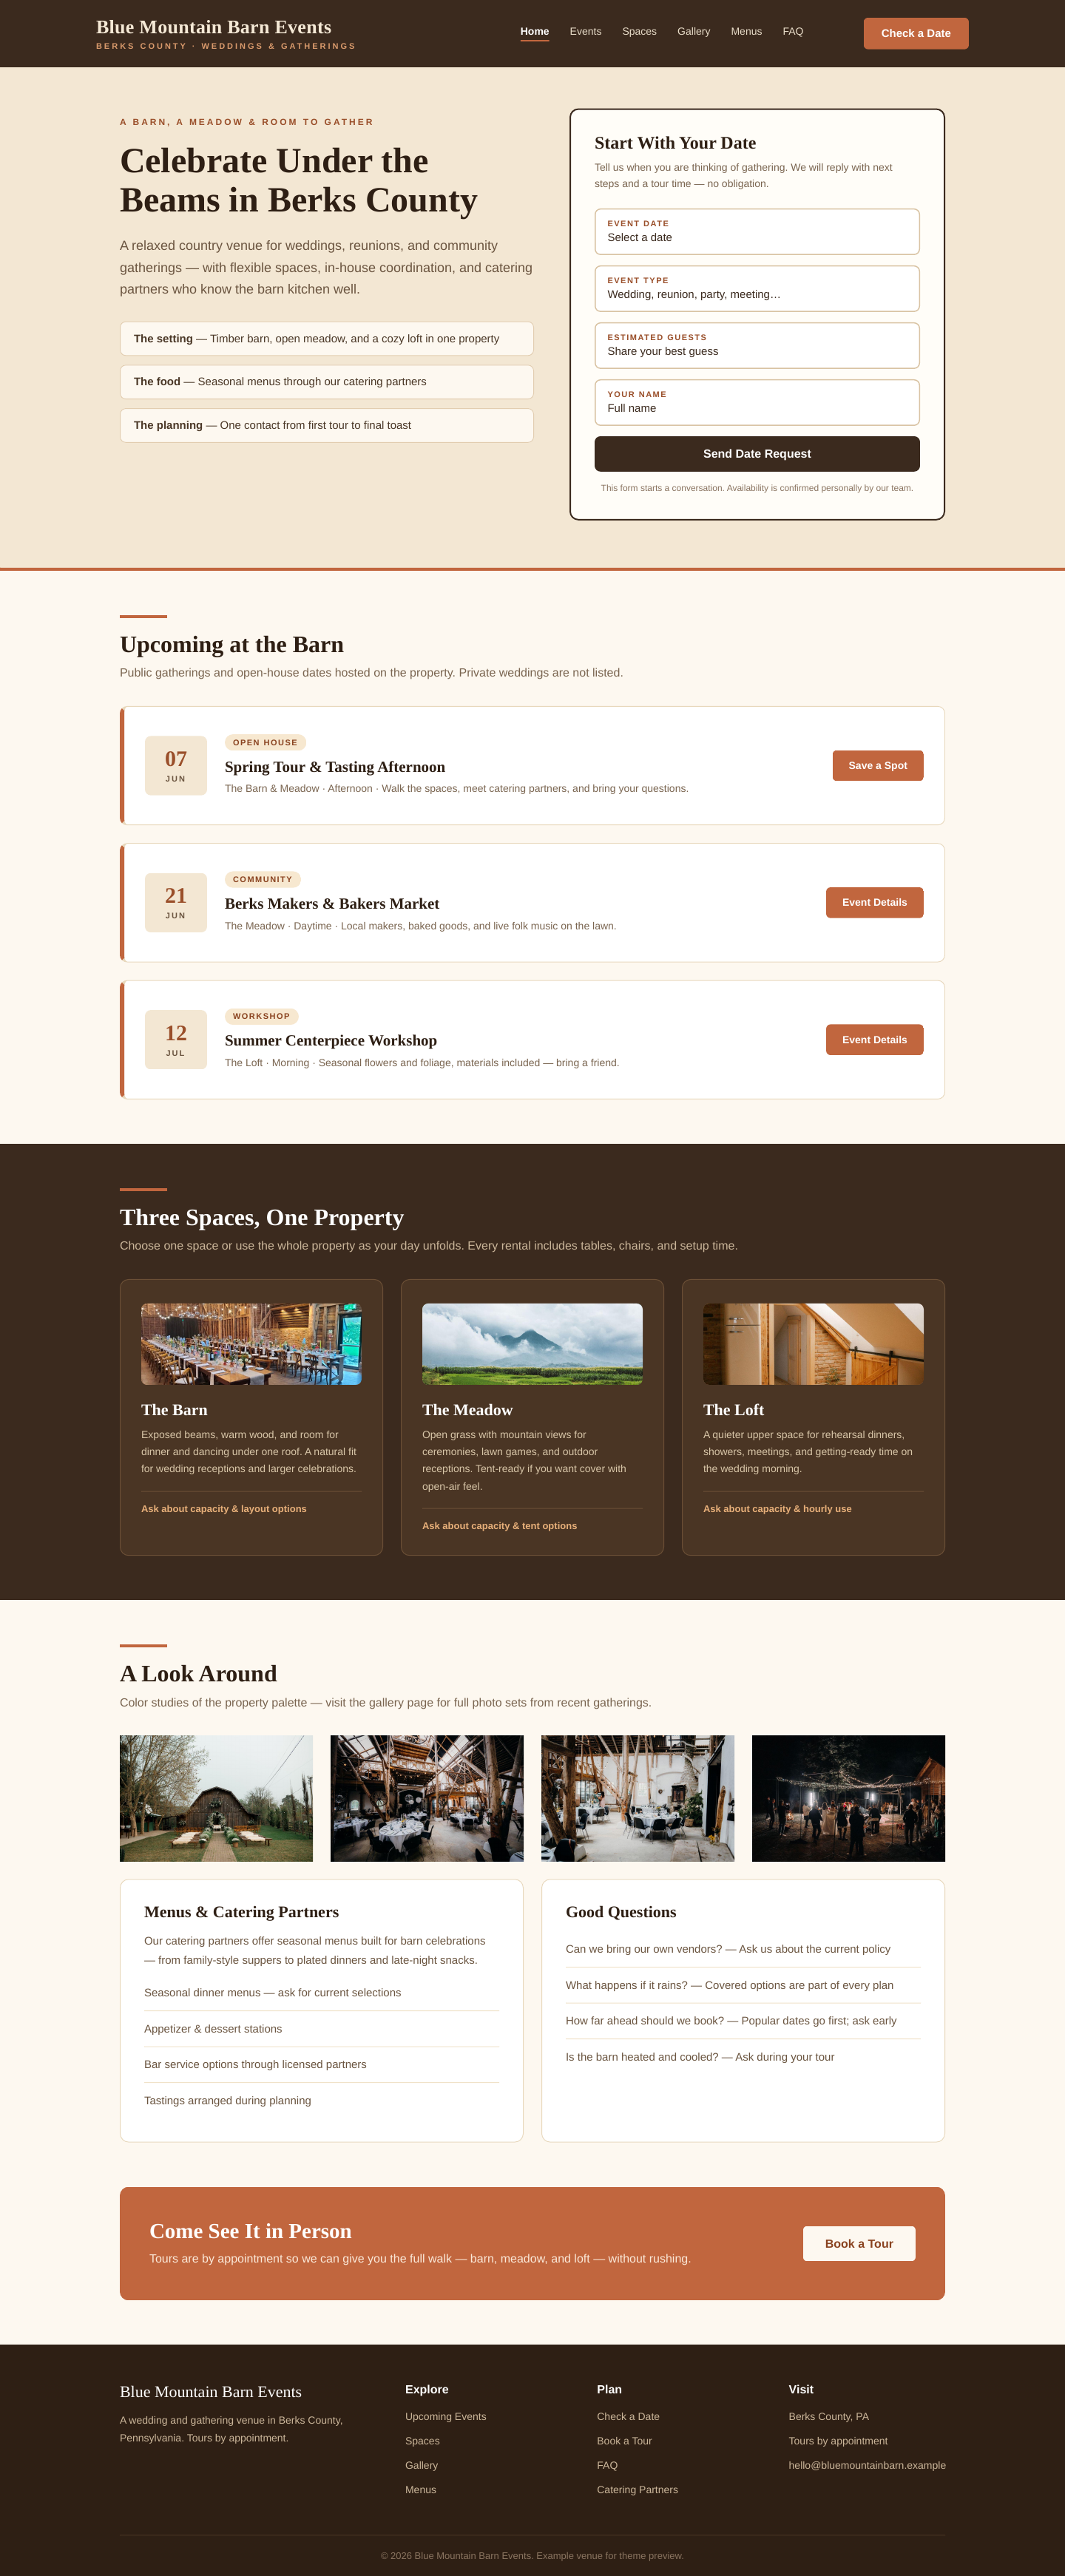 Blue Mountain Barn Events
BERKS COUNTY · WEDDINGS & GATHERINGS
Home
Events
Spaces
Gallery
Menus
FAQ
Check a Date
A BARN, A MEADOW & ROOM TO GATHER
Celebrate Under the
Beams in Berks County
A relaxed country venue for weddings, reunions, and community
gatherings — with flexible spaces, in-house coordination, and catering
partners who know the barn kitchen well.
The setting — Timber barn, open meadow, and a cozy loft in one property
The food — Seasonal menus through our catering partners
The planning — One contact from first tour to final toast
Start With Your Date
Tell us when you are thinking of gathering. We will reply with next
steps and a tour time — no obligation.
EVENT DATE
Select a date
EVENT TYPE
Wedding, reunion, party, meeting…
ESTIMATED GUESTS
Share your best guess
YOUR NAME
Full name
Send Date Request
This form starts a conversation. Availability is confirmed personally by our team.
Upcoming at the Barn
Public gatherings and open-house dates hosted on the property. Private weddings are not listed.
07
JUN
OPEN HOUSE
Spring Tour & Tasting Afternoon
The Barn & Meadow · Afternoon · Walk the spaces, meet catering partners, and bring your questions.
Save a Spot
21
JUN
COMMUNITY
Berks Makers & Bakers Market
The Meadow · Daytime · Local makers, baked goods, and live folk music on the lawn.
Event Details
12
JUL
WORKSHOP
Summer Centerpiece Workshop
The Loft · Morning · Seasonal flowers and foliage, materials included — bring a friend.
Event Details
Three Spaces, One Property
Choose one space or use the whole property as your day unfolds. Every rental includes tables, chairs, and setup time.
The Barn
Exposed beams, warm wood, and room for
dinner and dancing under one roof. A natural fit
for wedding receptions and larger celebrations.
Ask about capacity & layout options
The Meadow
Open grass with mountain views for
ceremonies, lawn games, and outdoor
receptions. Tent-ready if you want cover with
open-air feel.
Ask about capacity & tent options
The Loft
A quieter upper space for rehearsal dinners,
showers, meetings, and getting-ready time on
the wedding morning.
Ask about capacity & hourly use
A Look Around
Color studies of the property palette — visit the gallery page for full photo sets from recent gatherings.
Menus & Catering Partners
Our catering partners offer seasonal menus built for barn celebrations
— from family-style suppers to plated dinners and late-night snacks.
Seasonal dinner menus — ask for current selections
Appetizer & dessert stations
Bar service options through licensed partners
Tastings arranged during planning
Good Questions
Can we bring our own vendors? — Ask us about the current policy
What happens if it rains? — Covered options are part of every plan
How far ahead should we book? — Popular dates go first; ask early
Is the barn heated and cooled? — Ask during your tour
Come See It in Person
Tours are by appointment so we can give you the full walk — barn, meadow, and loft — without rushing.
Book a Tour
Blue Mountain Barn Events
A wedding and gathering venue in Berks County,
Pennsylvania. Tours by appointment.
Explore
Upcoming Events
Spaces
Gallery
Menus
Plan
Check a Date
Book a Tour
FAQ
Catering Partners
Visit
Berks County, PA
Tours by appointment
hello@bluemountainbarn.example
© 2026 Blue Mountain Barn Events. Example venue for theme preview.